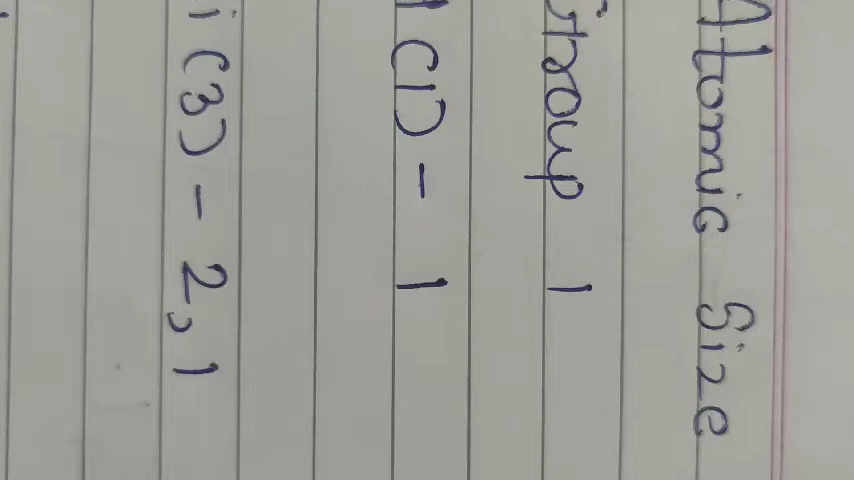 Atomic Size
Group 1
(1) - 1
i (3) - 2,1